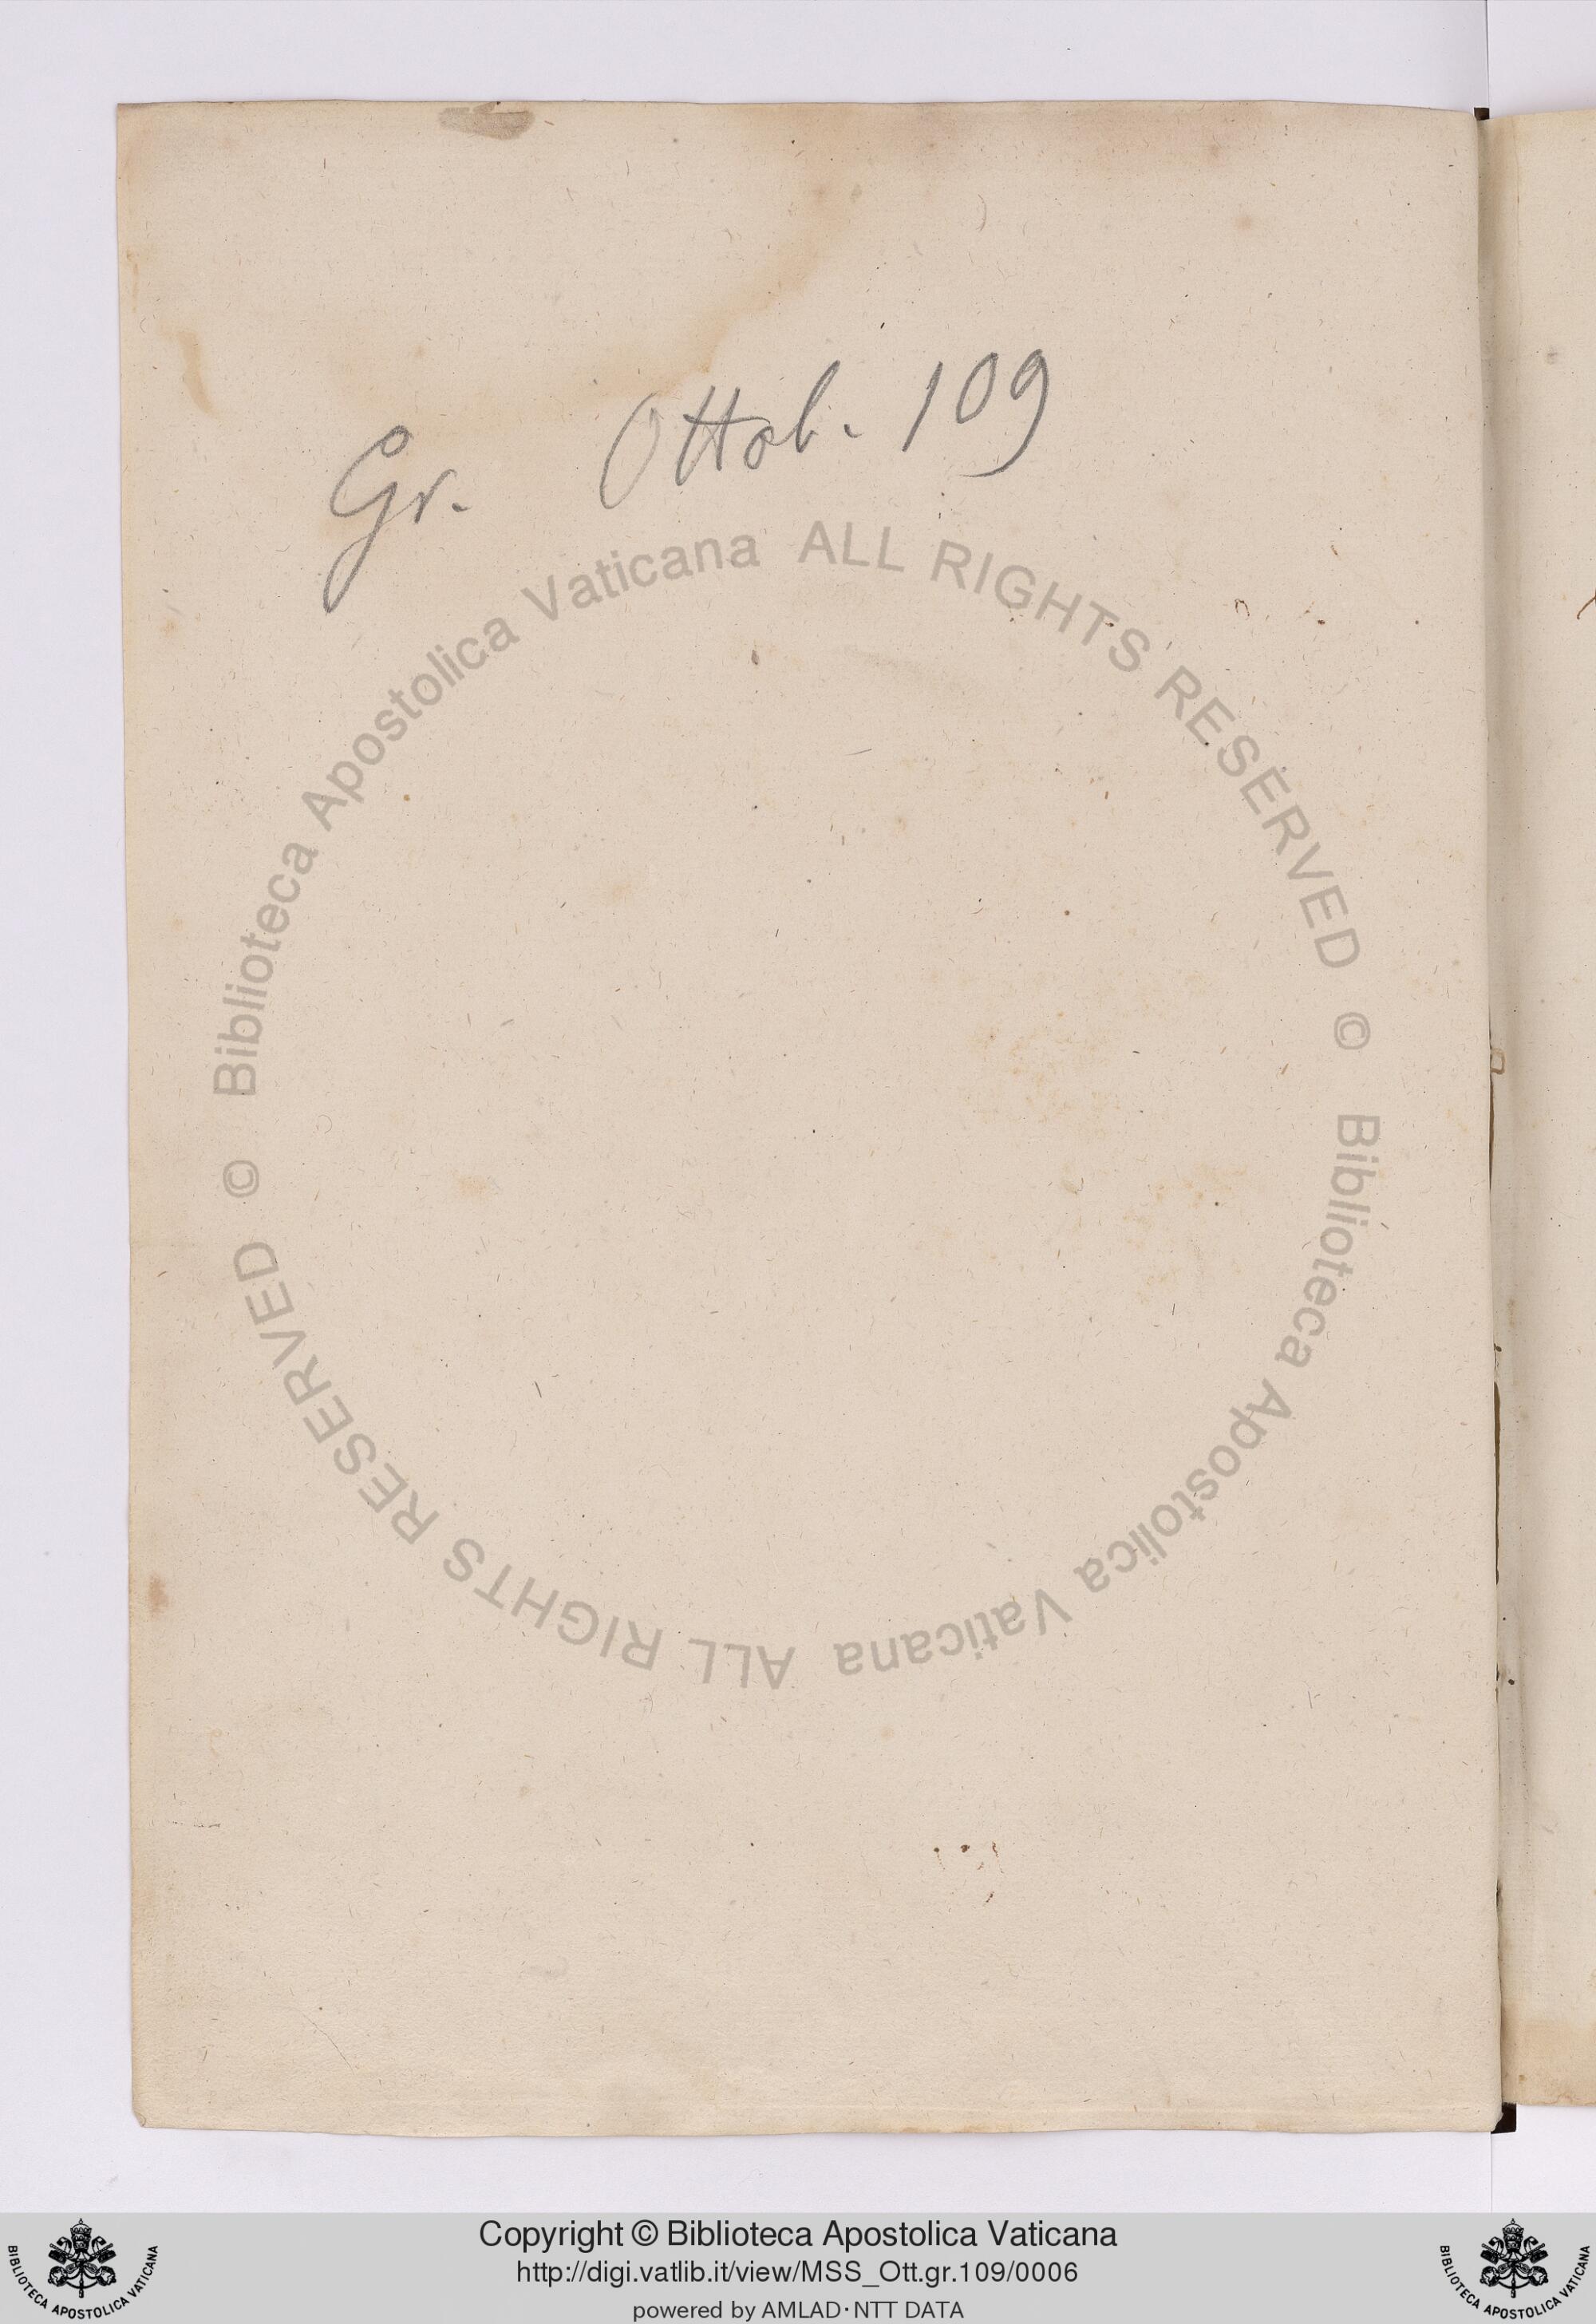 Gr. Ottob. 109
© Biblioteca Apostolica Vaticana ALL RIGHTS RESERVED
© Biblioteca Apostolica Vaticana ALL RIGHTS RESERVED
Copyright © Biblioteca Apostolica Vaticana
http://digi.vatlib.it/view/MSS_Ott.gr.109/0006
powered by AMLAD·NTT DATA
BIBLIOTECA APOSTOLICA VATICANA
BIBLIOTECA APOSTOLICA VATICANA